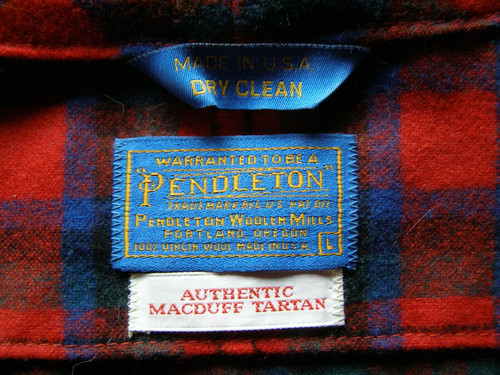 MADE IN U.S.A.
DRY CLEAN
WARRANTED TO BE A
"PENDLETON"
TRADE MARK REG. U.S. PAT. OFF.
PENDLETON WOOLEN MILLS
PORTLAND, OREGON
100% VIRGIN WOOL MADE IN U.S.A.
L
AUTHENTIC
MACDUFF TARTAN